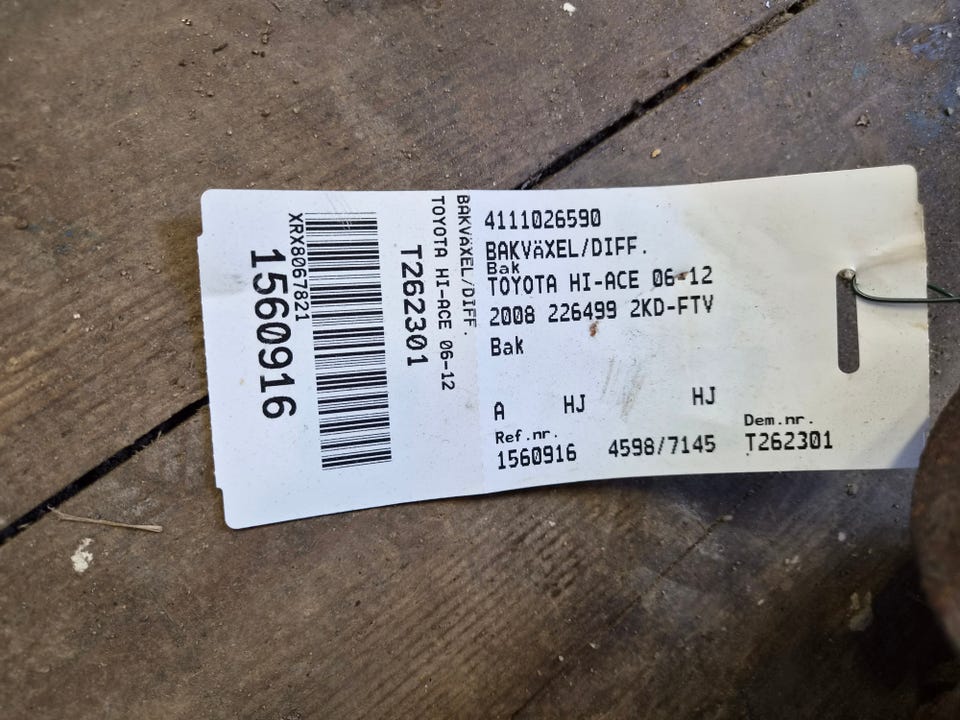 4111026590
BAKVÄXEL/DIFF.
Bak
TOYOTA HI-ACE 06-12
2008 226499 2KD-FTV
Bak
A HJ HJ
Ref.nr. Dem.nr.
1560916 4598/7145 T262301
BAKVÄXEL/DIFF.
TOYOTA HI-ACE 06-12
T262301
XRX8067821
1560916